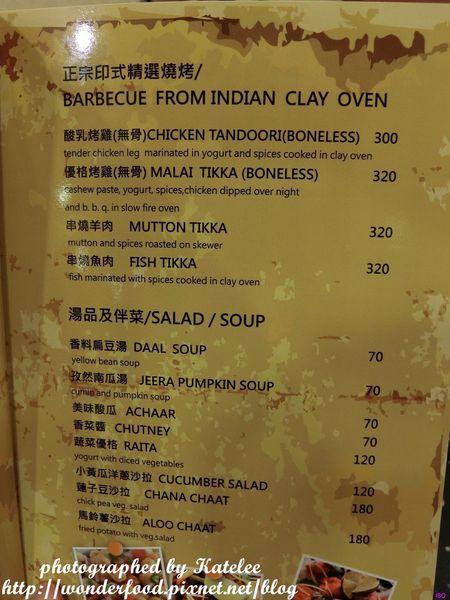 正宗印式精選燒烤/
BARBECUE FROM INDIAN CLAY OVEN
酸乳烤雞(無骨)CHICKEN TANDOORI(BONELESS) 300
tender chicken leg marinated in yogurt and spices cooked in clay oven
優格烤雞(無骨) MALAI TIKKA (BONELESS) 320
cashew paste, yogurt, spices,chicken dipped over night
and b. b. q. in slow fire oven
串燒羊肉 MUTTON TIKKA 320
mutton and spices roasted on skewer
串燒魚肉 FISH TIKKA 320
fish marinated with spices cooked in clay oven
湯品及伴菜/SALAD / SOUP
香料扁豆湯 DAAL SOUP 70
yellow bean soup
孜然南瓜湯 JEERA PUMPKIN SOUP 70
cumin and pumpkin soup
美味酸瓜 ACHAAR 70
香菜醬 CHUTNEY 70
蔬菜優格 RAITA 120
yogurt with diced vegetables
小黃瓜洋蔥沙拉 CUCUMBER SALAD 120
蓮子豆沙拉 CHANA CHAAT 180
chick pea veg. salad
馬鈴薯沙拉 ALOO CHAAT 180
fried potato with veg.salad
photographed by Katelee
http://wonderfood.pixnet.net/blog